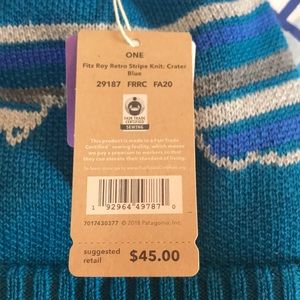 ONE
Fitz Roy Retro Stripe Knit: Crater
Blue
29187 FRRC FA20
FAIR TRADE
CERTIFIED
SEWING
This product is made in a Fair Trade
Certified™ sewing facility, which means
we pay a premium to workers so
they can elevate their standard of living.
1 92964 49787 0
7017430377 © 2018 Patagonia, Inc.
suggested
retail
$45.00